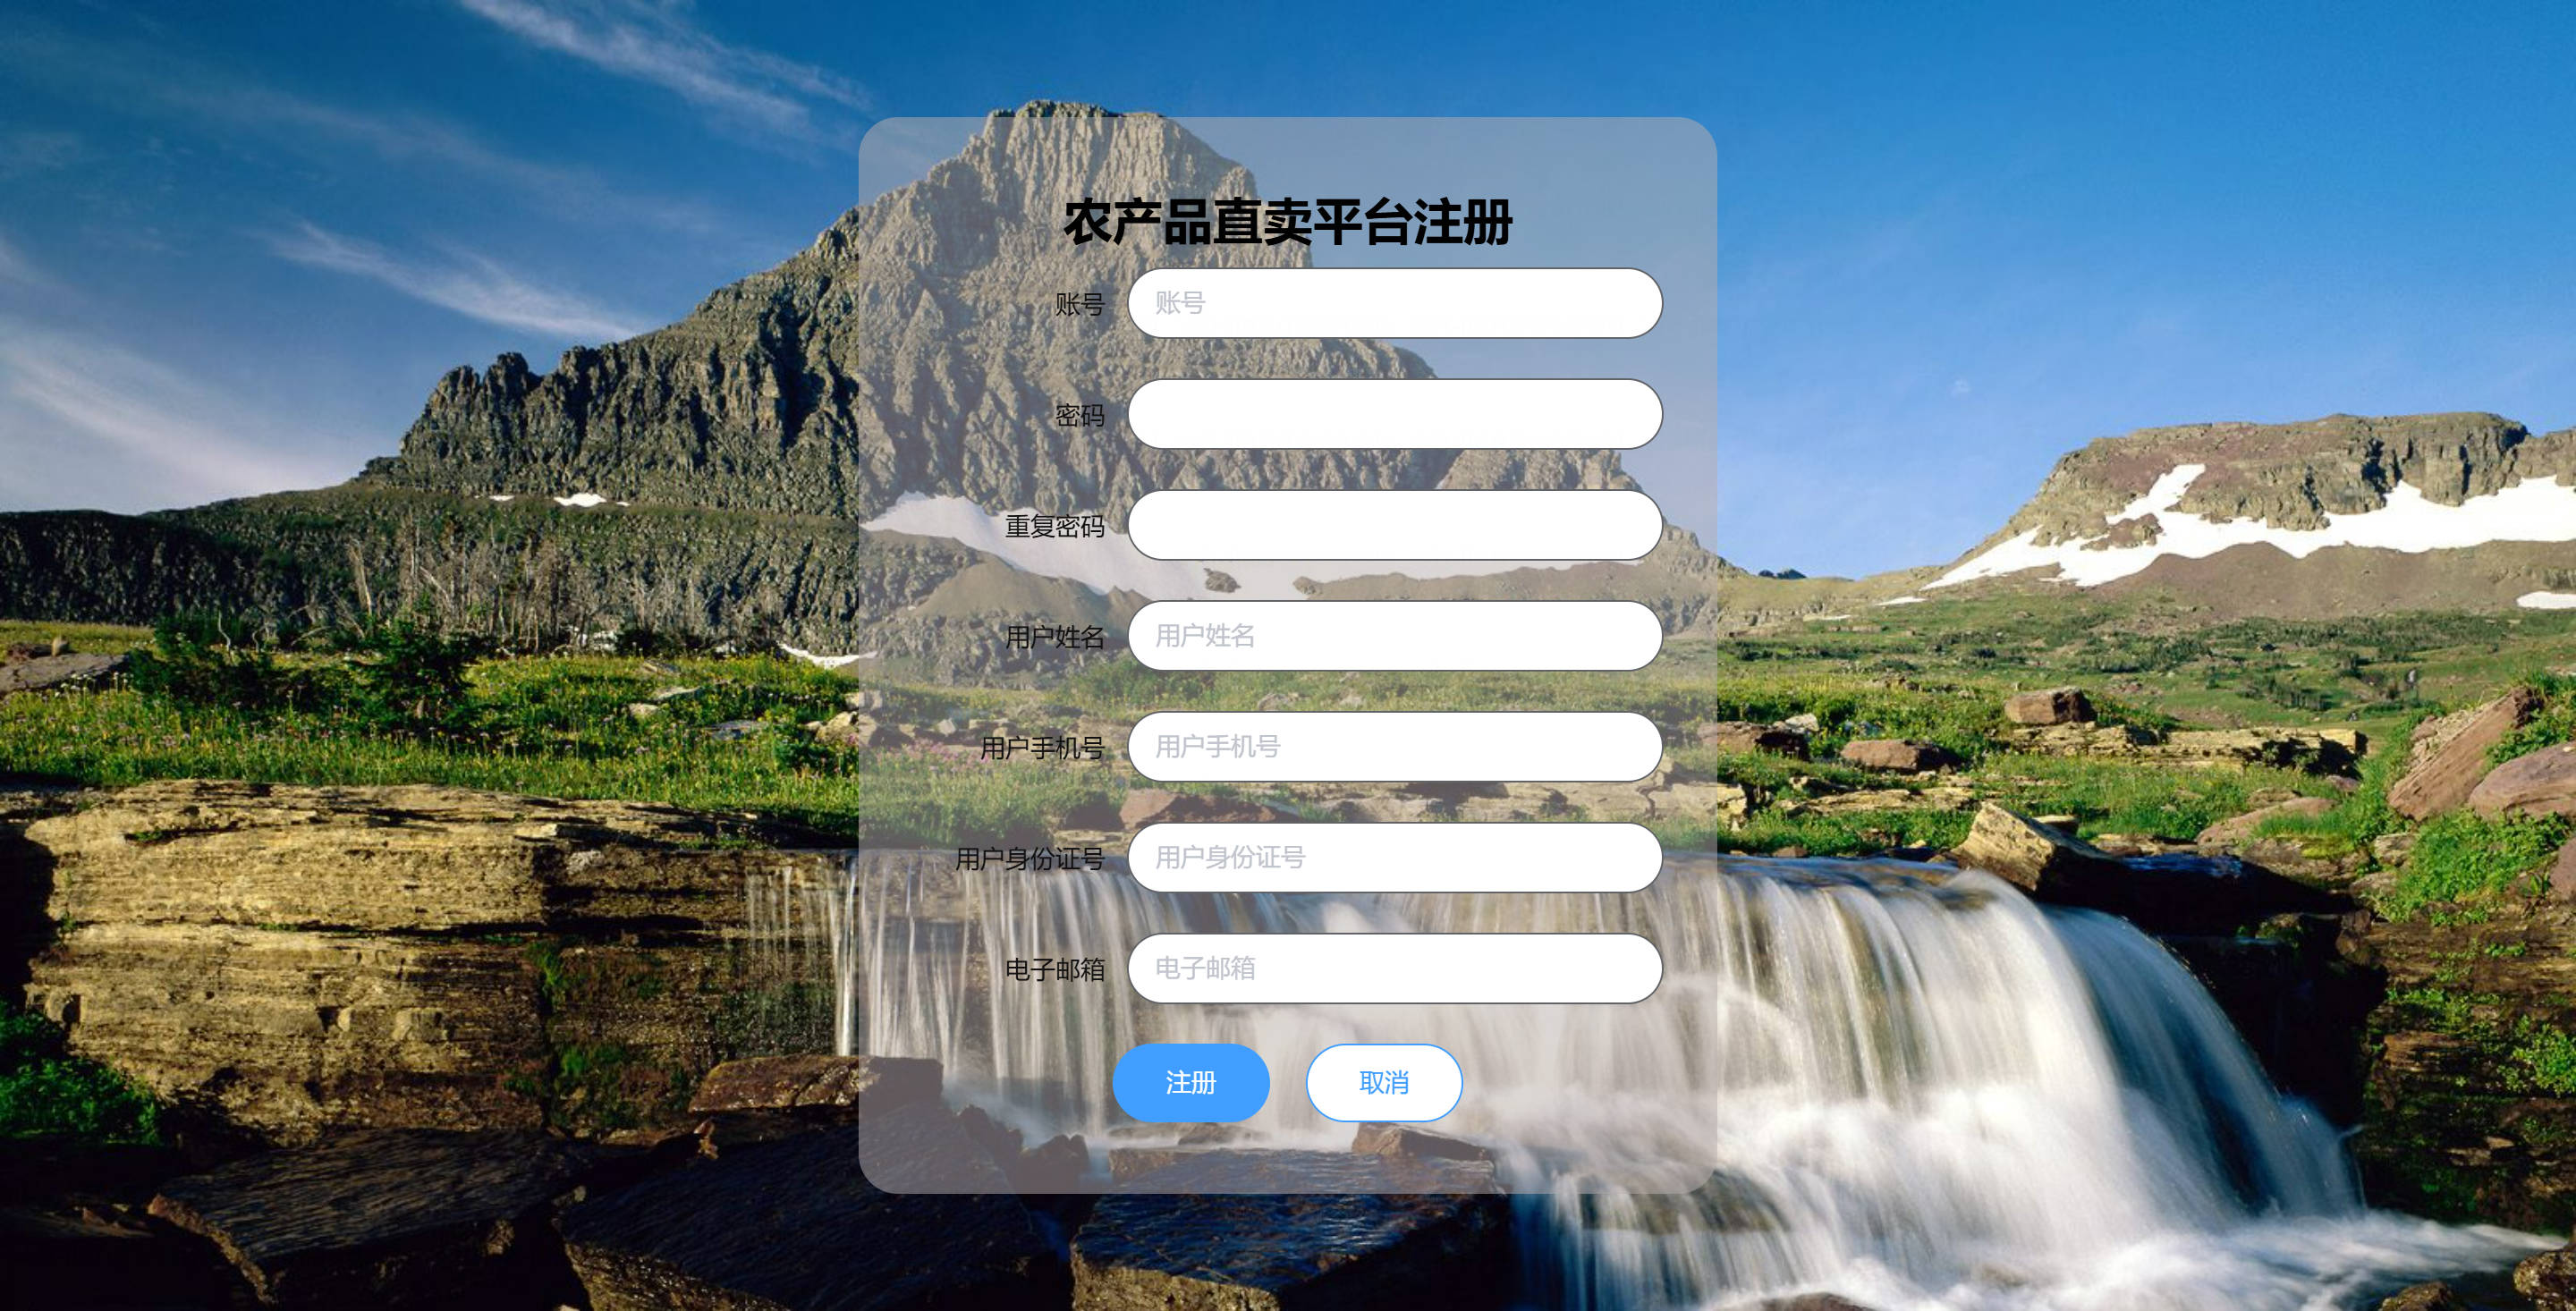 农产品直卖平台注册
账号 账号
密码
重复密码
用户姓名 用户姓名
用户手机号 用户手机号
用户身份证号 用户身份证号
电子邮箱 电子邮箱
注册 取消